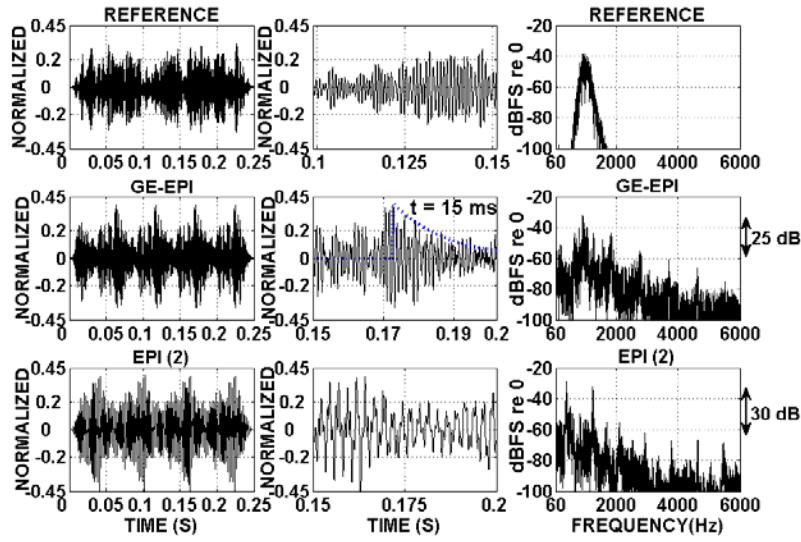 REFERENCE
NORMALIZED
0.45
0.2
0
-0.2
-0.45
0 0.05 0.1 0.15 0.2 0.25
NORMALIZED
0.45
0.2
0
-0.2
-0.45
0.1 0.125 0.15
REFERENCE
dBFS re 0
-20
-40
-60
-80
-100
60 2000 4000 6000
GE-EPI
NORMALIZED
0.45
0.2
0
-0.2
-0.45
0 0.05 0.1 0.15 0.2 0.25
NORMALIZED
0.45
0.2
0
-0.2
-0.45
t = 15 ms
0.15 0.17 0.19 0.2
GE-EPI
dBFS re 0
-20
-40
-60
-80
-100
60 2000 4000 6000
25 dB
EPI (2)
NORMALIZED
0.45
0.2
0
-0.2
0.45
0 0.05 0.1 0.15 0.2 0.25
TIME (S)
NORMALIZED
0.45
0.2
0
-0.2
0.45
0.15 0.175 0.2
TIME (S)
EPI (2)
dBFS re 0
-20
-40
-60
-80
-100
60 2000 4000 6000
FREQUENCY(Hz)
30 dB